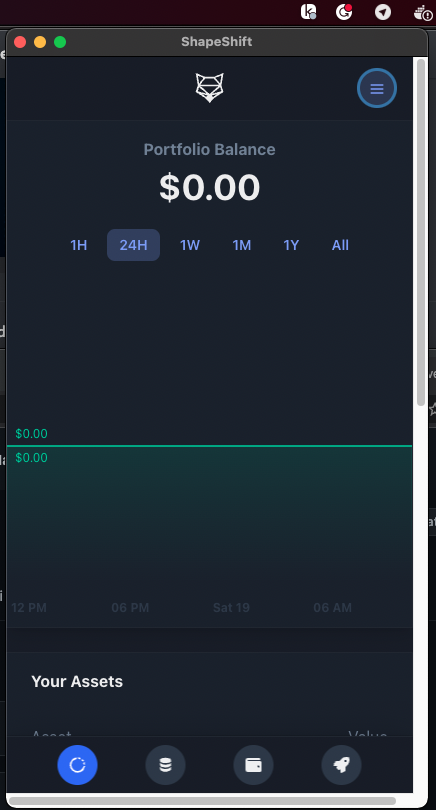 ShapeShift
Portfolio Balance
$0.00
1H 24H 1W 1M 1Y All
$0.00
$0.00
12 PM 06 PM Sat 19 06 AM
Your Assets
Asset Value